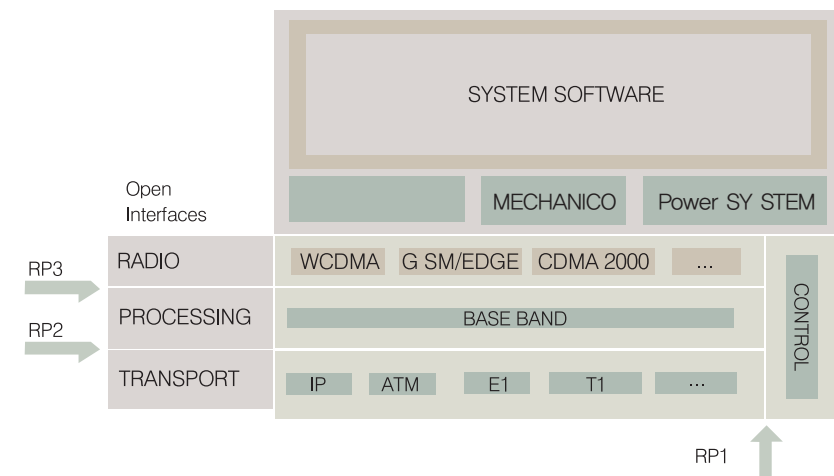 SYSTEM SOFTWARE
Open
Interfaces
MECHANICO
Power SY STEM
RP3
RADIO
WCDMA
G SM/EDGE
CDMA 2000
...
RP2
PROCESSING
BASE BAND
CONTROL
TRANSPORT
IP
ATM
E1
T1
...
RP1